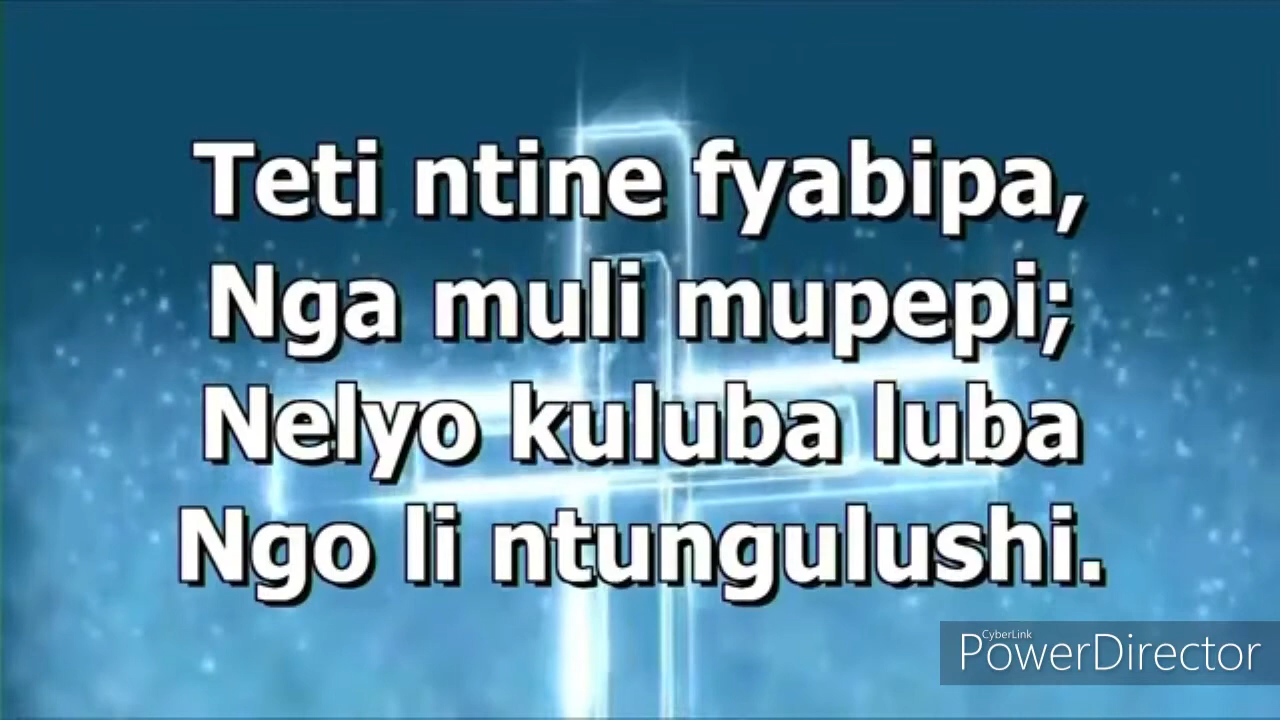 Teti ntine fyabipa,
Nga muli mupepi;
Nelyo kuluba luba
Ngo li ntungulushi.
CyberLink
PowerDirector